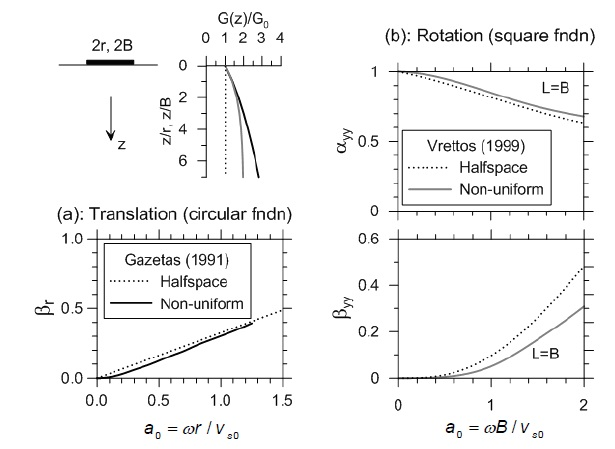 G(z)/G0
0 1 2 3 4
2r, 2B
z
z/r, z/B
0
2
4
6
(a): Translation (circular fndn)
1.0
0.5
0.0
βr
Gazetas (1991)
Halfspace
Non-uniform
0.0 0.5 1.0 1.5
a0 = ωr / vs0
(b): Rotation (square fndn)
1
0.5
0
αyy
L=B
Vrettos (1999)
Halfspace
Non-uniform
0.6
0.4
0.2
0
βyy
L=B
0 1 2
a0 = ωB / vs0